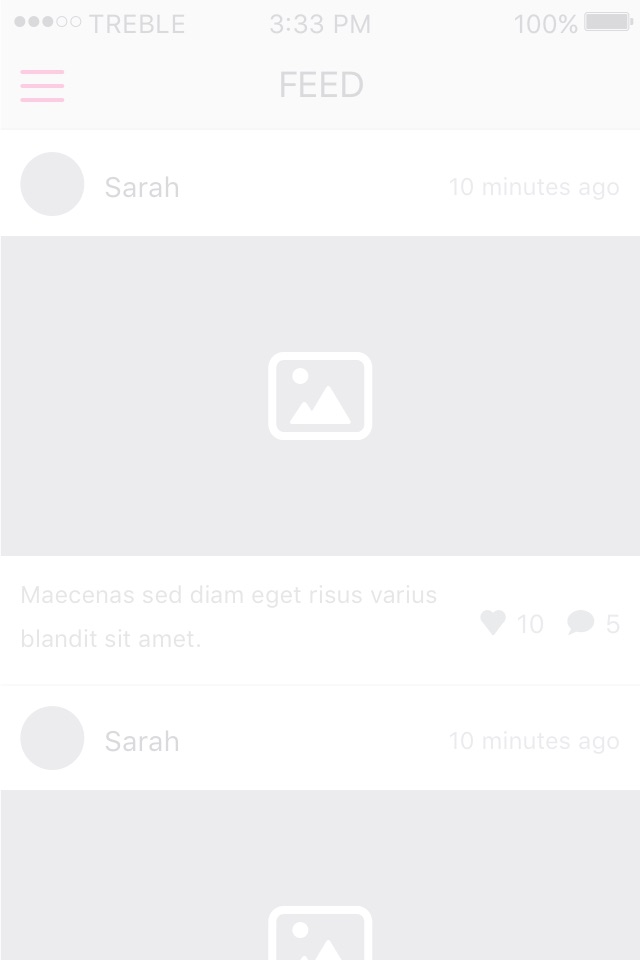 TREBLE 3:33 PM 100%
FEED
Sarah 10 minutes ago
Maecenas sed diam eget risus varius
blandit sit amet.
10 5
Sarah 10 minutes ago